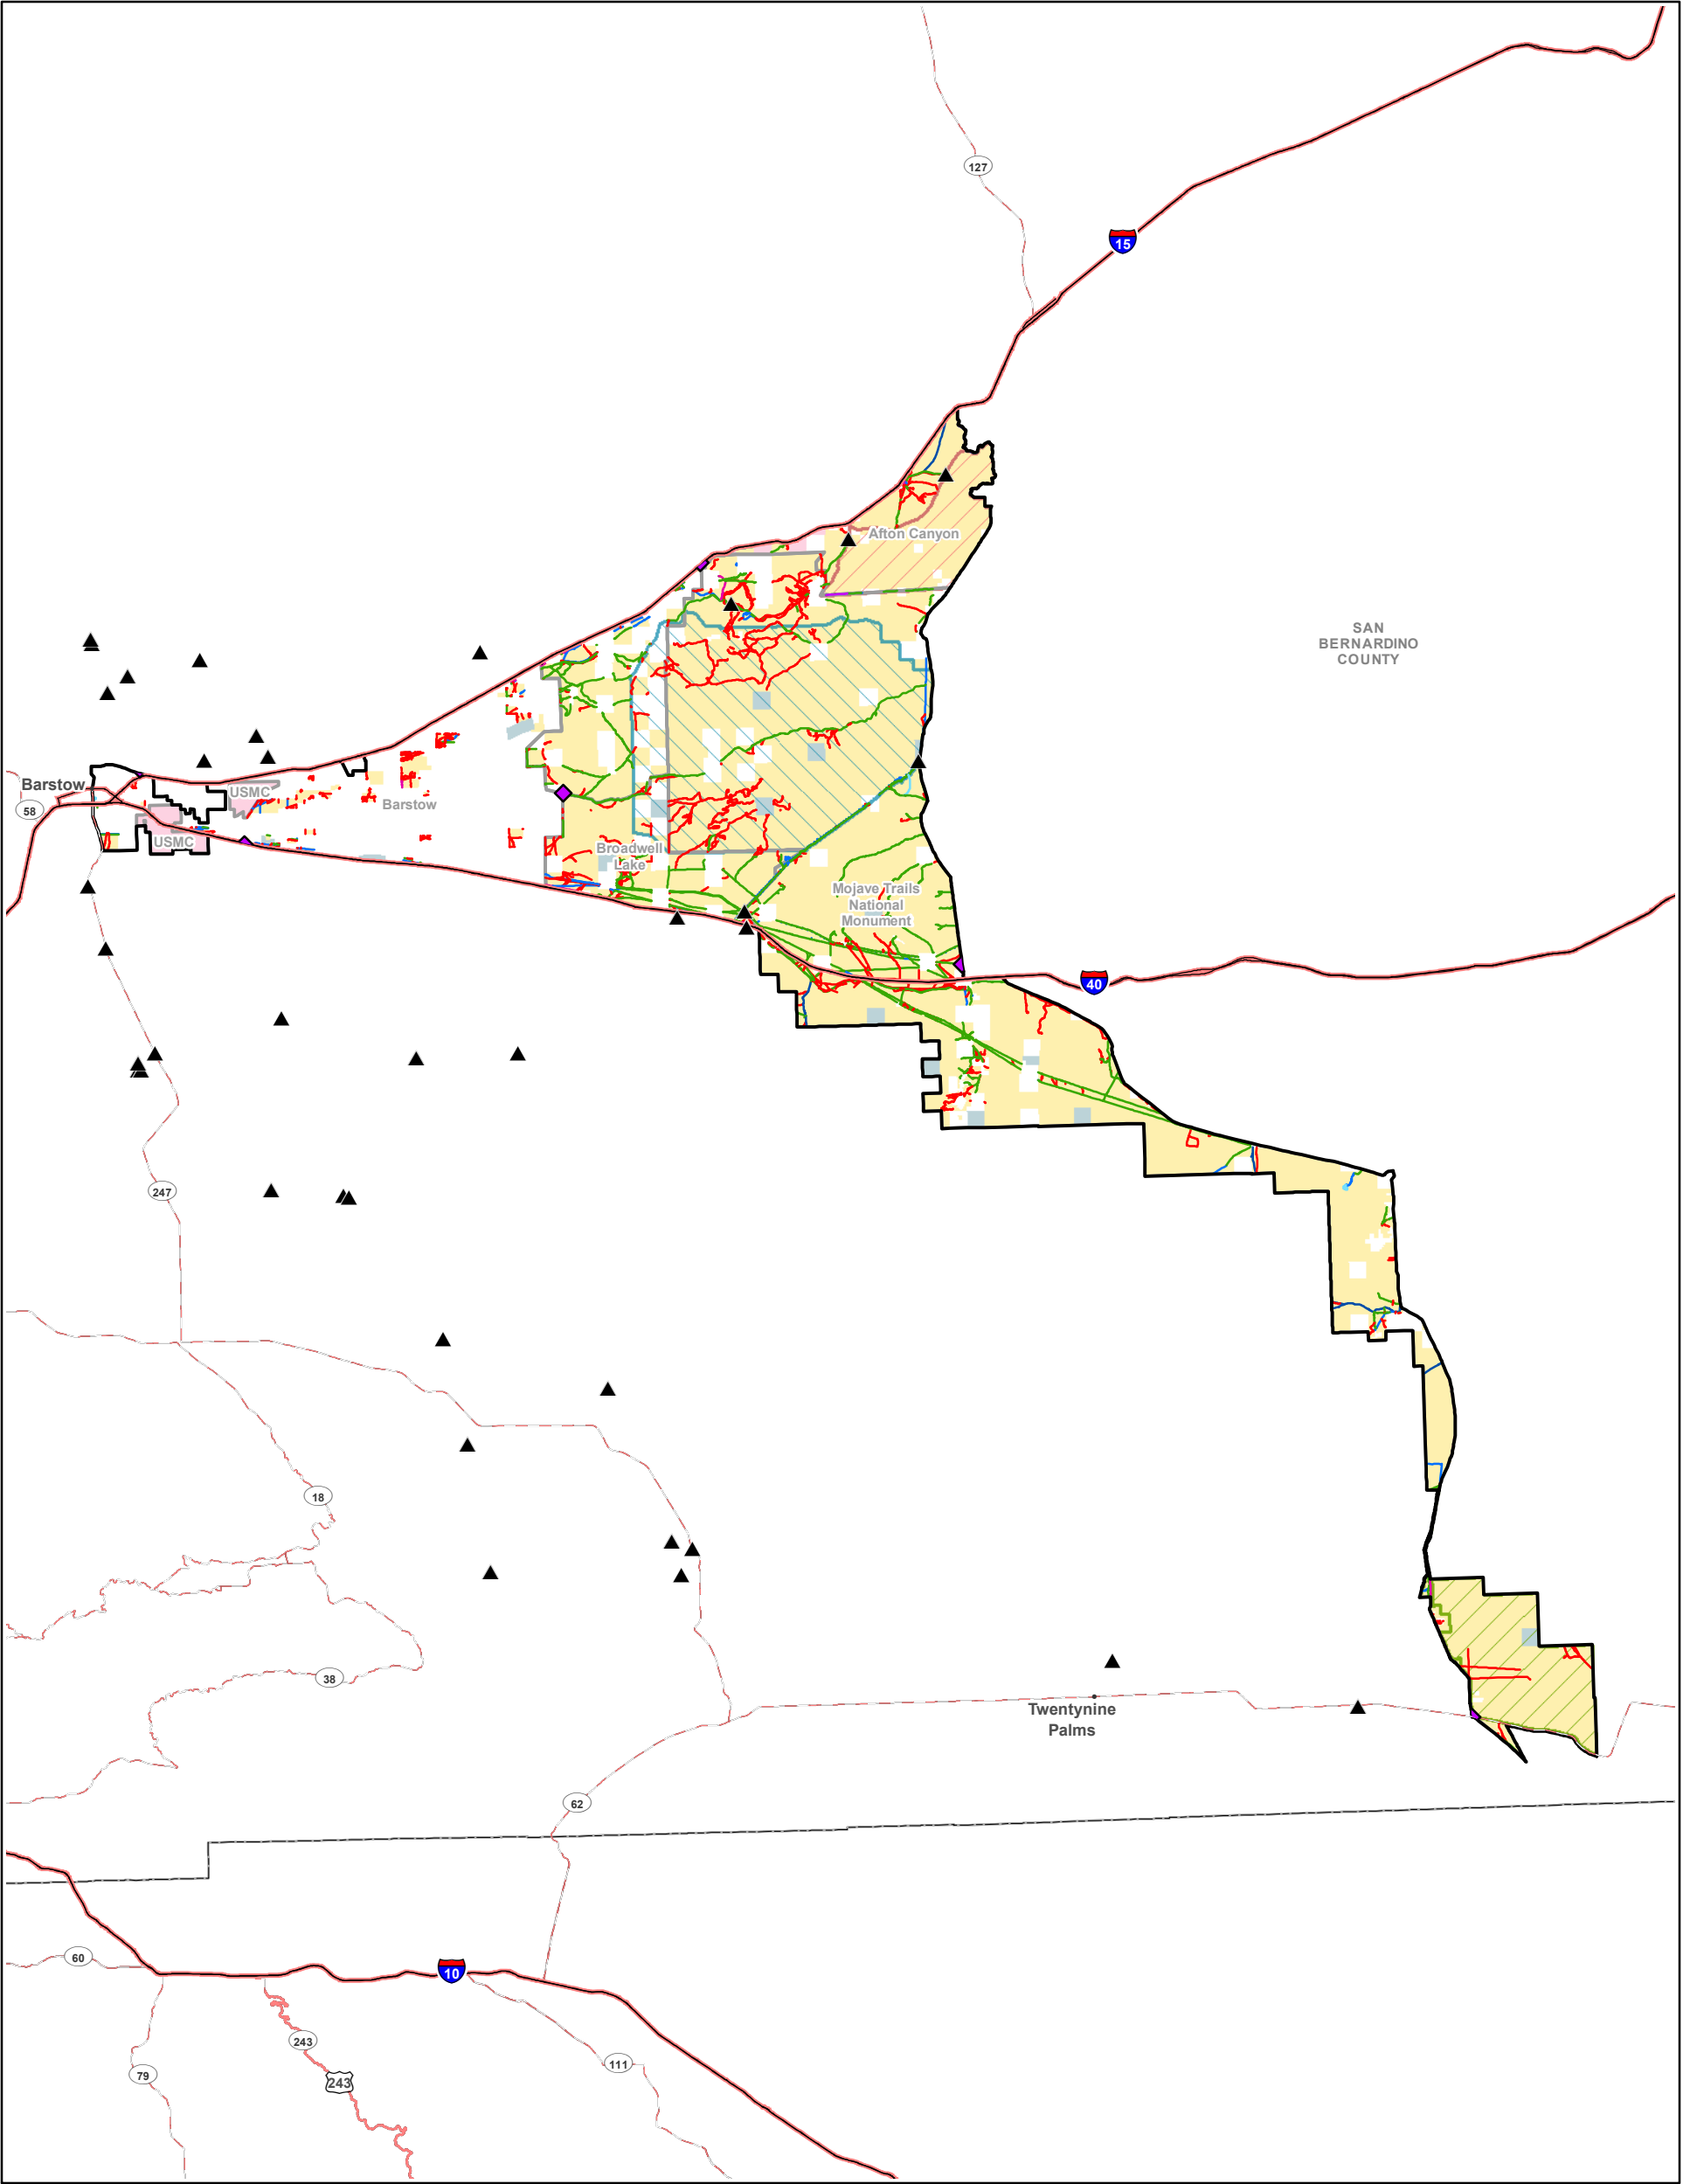 127
15
Afton Canyon
SAN
BERNARDINO
COUNTY
Barstow
58
USMC
USMC
Barstow
Broadwell
Lake
Mojave Trails
National
Monument
40
247
18
38
Twentynine
Palms
62
60
10
243
243
79
111